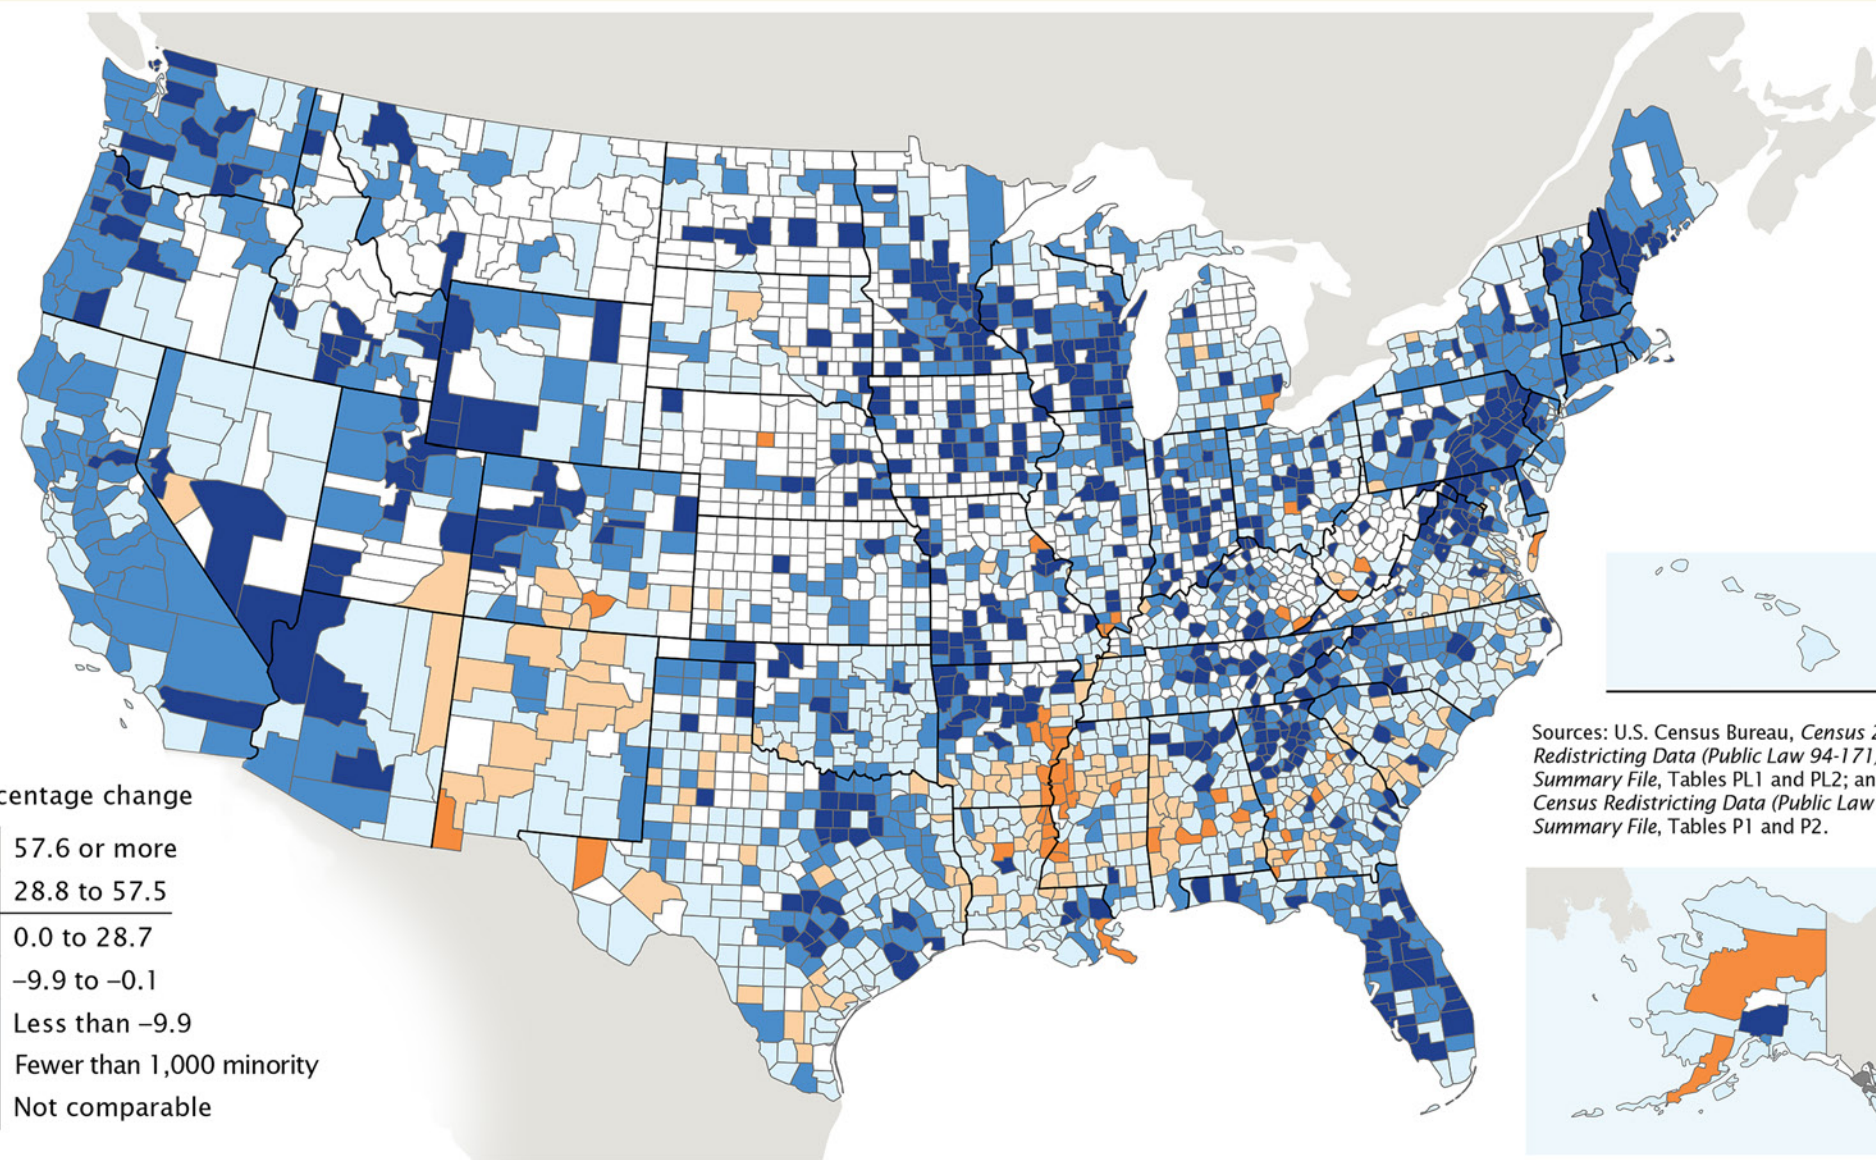 Sources: U.S. Census Bureau, Census 2
Redistricting Data (Public Law 94-171)
Summary File, Tables PL1 and PL2; an
Census Redistricting Data (Public Law
Summary File, Tables P1 and P2.
centage change
57.6 or more
28.8 to 57.5
0.0 to 28.7
–9.9 to –0.1
Less than –9.9
Fewer than 1,000 minority
Not comparable